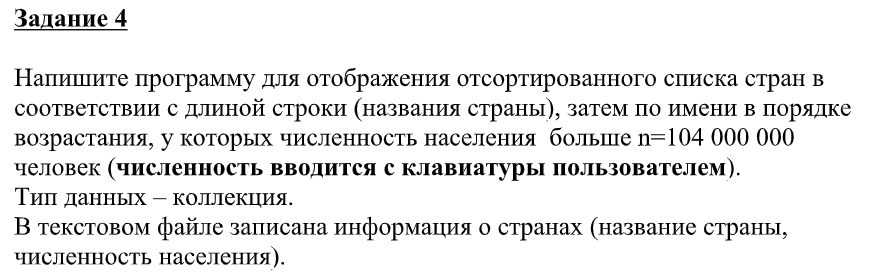 Задание 4
Напишите программу для отображения отсортированного списка стран в
соответствии с длиной строки (названия страны), затем по имени в порядке
возрастания, у которых численность населения больше n=104 000 000
человек (численность вводится с клавиатуры пользователем).
Тип данных – коллекция.
В текстовом файле записана информация о странах (название страны,
численность населения).